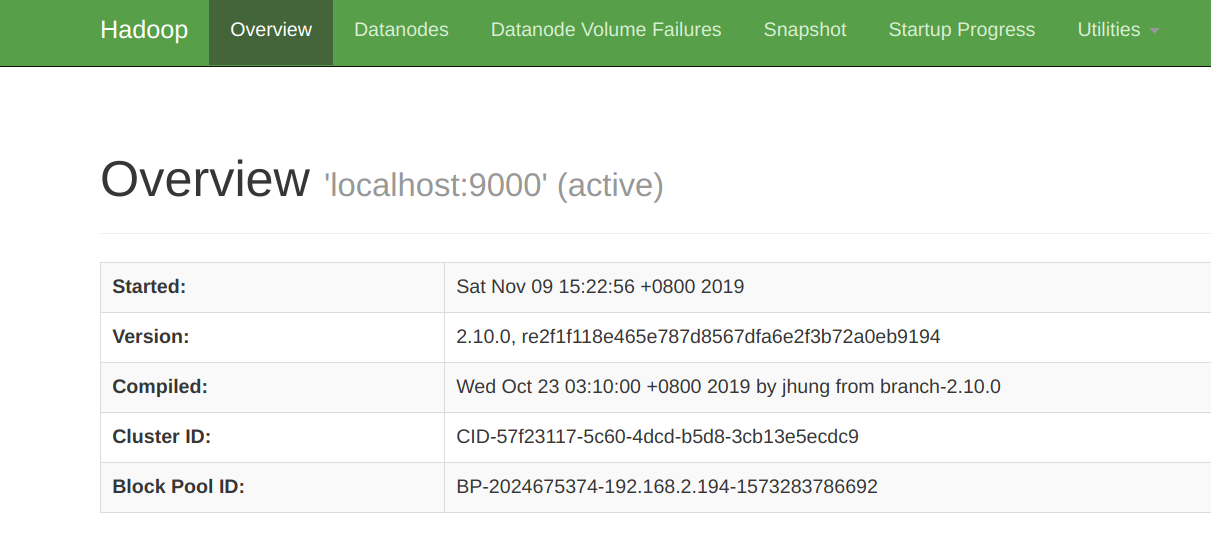 Hadoop Overview Datanodes Datanode Volume Failures Snapshot Startup Progress Utilities
Overview 'localhost:9000' (active)
Started: Sat Nov 09 15:22:56 +0800 2019
Version: 2.10.0, re2f1f118e465e787d8567dfa6e2f3b72a0eb9194
Compiled: Wed Oct 23 03:10:00 +0800 2019 by jhung from branch-2.10.0
Cluster ID: CID-57f23117-5c60-4dcd-b5d8-3cb13e5ecdc9
Block Pool ID: BP-2024675374-192.168.2.194-1573283786692